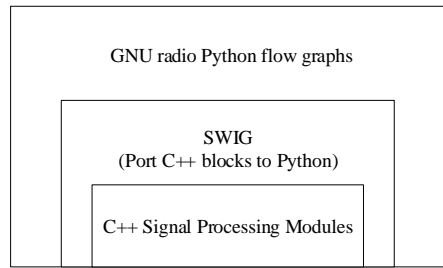 GNU radio Python flow graphs
SWIG
(Port C++ blocks to Python)
C++ Signal Processing Modules